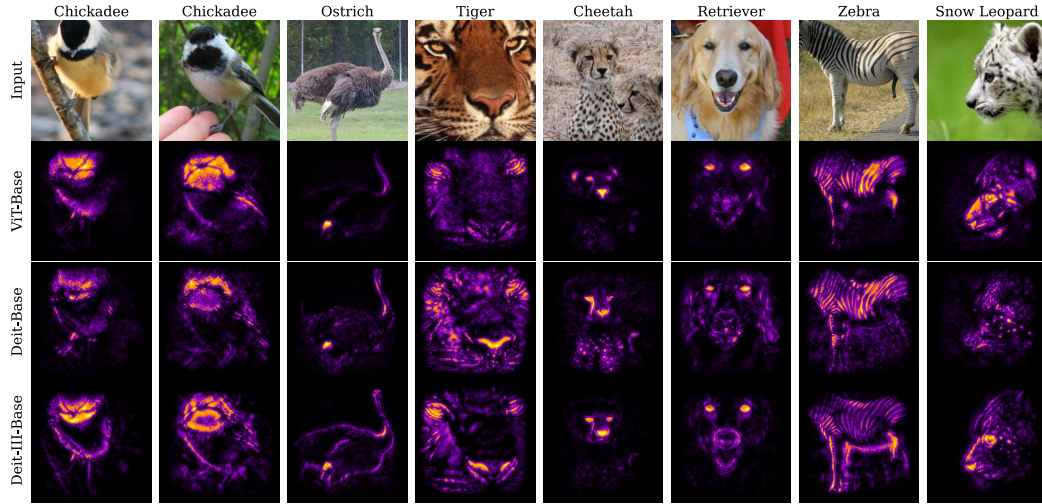 Chickadee
Chickadee
Ostrich
Tiger
Cheetah
Retriever
Zebra
Snow Leopard
Input
ViT-Base
Deit-Base
Deit-III-Base